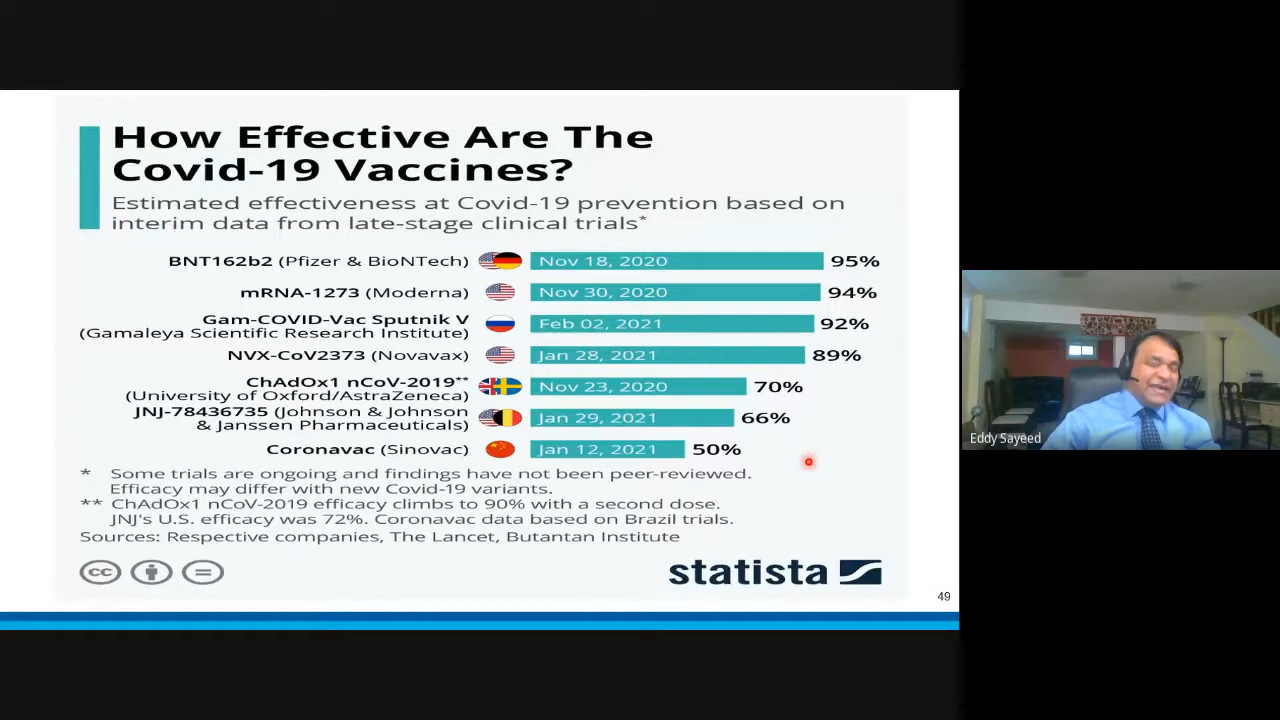 How Effective Are The
Covid-19 Vaccines?
Estimated effectiveness at Covid-19 prevention based on
interim data from late-stage clinical trials*
BNT162b2 (Pfizer & BioNTech) Nov 18, 2020 95%
mRNA-1273 (Moderna) Nov 30, 2020 94%
Gam-COVID-Vac Sputnik V
(Gamaleya Scientific Research Institute) Feb 02, 2021 92%
NVX-CoV2373 (Novavax) Jan 28, 2021 89%
ChAdOx1 nCoV-2019**
(University of Oxford/AstraZeneca) Nov 23, 2020 70%
JNJ-78436735 (Johnson & Johnson
& Janssen Pharmaceuticals) Jan 29, 2021 66%
Coronavac (Sinovac) Jan 12, 2021 50%
* Some trials are ongoing and findings have not been peer-reviewed.
Efficacy may differ with new Covid-19 variants.
** ChAdOx1 nCoV-2019 efficacy climbs to 90% with a second dose.
JNJ's U.S. efficacy was 72%. Coronavac data based on Brazil trials.
Sources: Respective companies, The Lancet, Butantan Institute
cc
statista
49
Eddy Sayeed